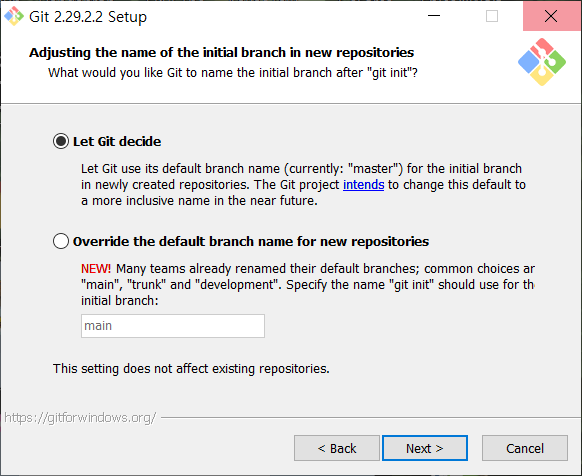 Git 2.29.2.2 Setup
Adjusting the name of the initial branch in new repositories
What would you like Git to name the initial branch after "git init"?
Let Git decide
Let Git use its default branch name (currently: "master") for the initial branch
in newly created repositories. The Git project intends to change this default to
a more inclusive name in the near future.
Override the default branch name for new repositories
NEW! Many teams already renamed their default branches; common choices ar
"main", "trunk" and "development". Specify the name "git init" should use for the
initial branch:
main
This setting does not affect existing repositories.
https://gitforwindows.org/
< Back
Next >
Cancel